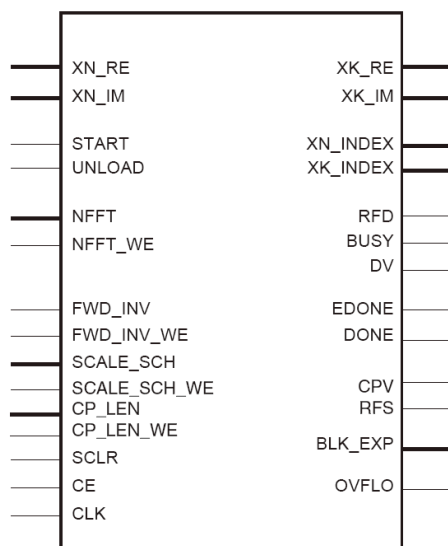 XN_RE
XN_IM
START
UNLOAD
NFFT
NFFT_WE
FWD_INV
FWD_INV_WE
SCALE_SCH
SCALE_SCH_WE
CP_LEN
CP_LEN_WE
SCLR
CE
CLK
XK_RE
XK_IM
XN_INDEX
XK_INDEX
RFD
BUSY
DV
EDONE
DONE
CPV
RFS
BLK_EXP
OVFLO